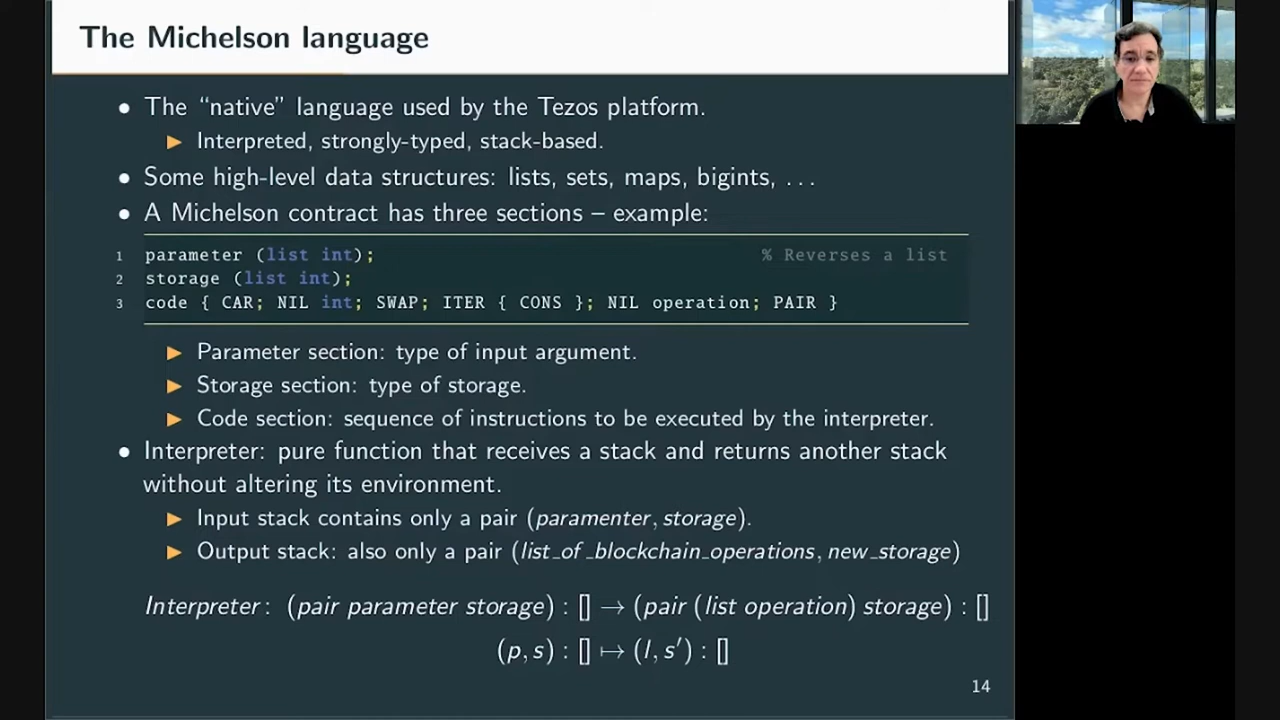 The Michelson language
• The “native” language used by the Tezos platform.
▶ Interpreted, strongly-typed, stack-based.
• Some high-level data structures: lists, sets, maps, bigints, ...
• A Michelson contract has three sections – example:
1 parameter (list int); % Reverses a list
2 storage (list int);
3 code { CAR; NIL int; SWAP; ITER { CONS }; NIL operation; PAIR }
▶ Parameter section: type of input argument.
▶ Storage section: type of storage.
▶ Code section: sequence of instructions to be executed by the interpreter.
• Interpreter: pure function that receives a stack and returns another stack
without altering its environment.
▶ Input stack contains only a pair (paramenter, storage).
▶ Output stack: also only a pair (list_of_blockchain_operations, new_storage)
Interpreter: (pair parameter storage) : [] → (pair (list operation) storage) : []
(p, s) : [] ↦ (l, s′) : []
14